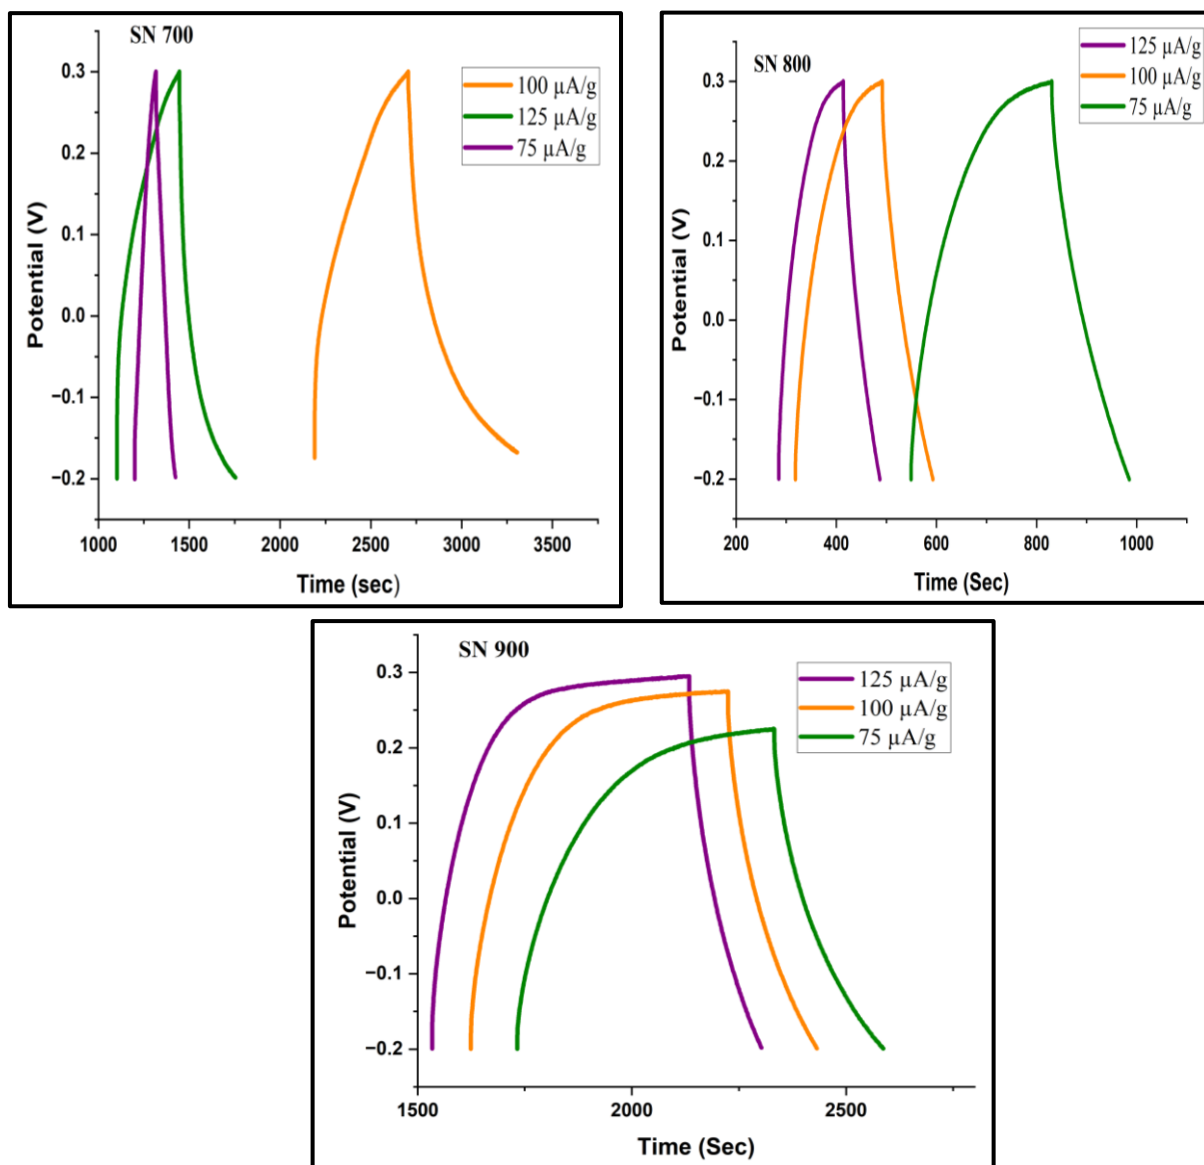 SN 700
100 µA/g
125 µA/g
75 µA/g
0.3
0.2
0.1
0.0
−0.1
−0.2
Potential (V)
1000 1500 2000 2500 3000 3500
Time (sec)
SN 800
125 µA/g
100 µA/g
75 µA/g
0.3
0.2
0.1
0.0
−0.1
−0.2
Potential (V)
200 400 600 800 1000
Time (Sec)
SN 900
125 µA/g
100 µA/g
75 µA/g
0.3
0.2
0.1
0.0
−0.1
−0.2
Potential (V)
1500 2000 2500
Time (Sec)